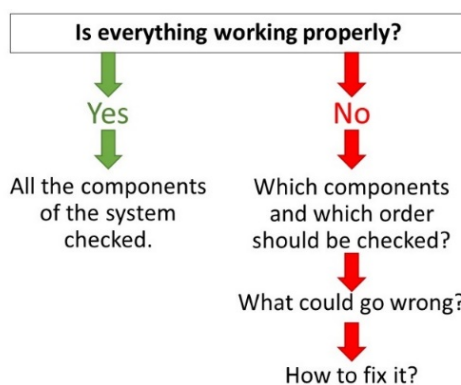 Is everything working properly?
Yes
All the components
of the system
checked.
No
Which components
and which order
should be checked?
What could go wrong?
How to fix it?